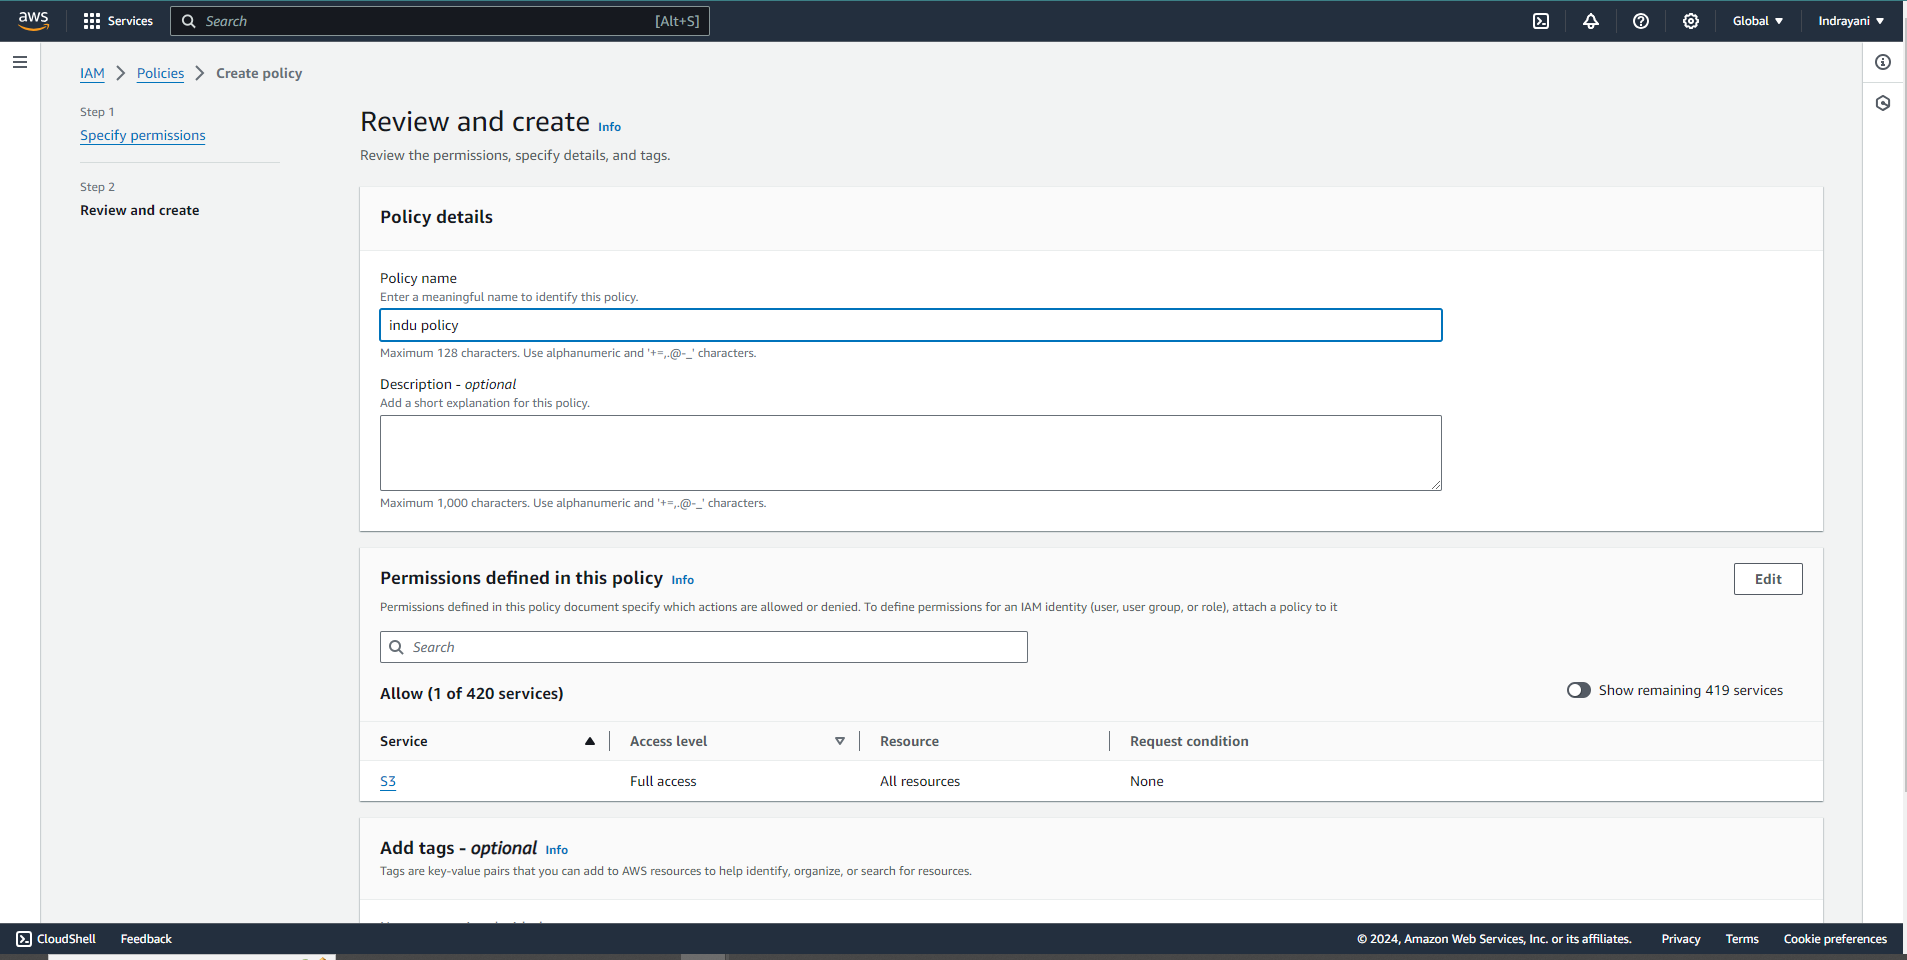 aws
Services
Search
[Alt+S]
Global
Indrayani
IAM
Policies
Create policy
Step 1
Specify permissions
Step 2
Review and create
Review and create Info
Review the permissions, specify details, and tags.
Policy details
Policy name
Enter a meaningful name to identify this policy.
indu policy
Maximum 128 characters. Use alphanumeric and '+=,.@-_' characters.
Description - optional
Add a short explanation for this policy.
Maximum 1,000 characters. Use alphanumeric and '+=,.@-_' characters.
Permissions defined in this policy Info
Edit
Permissions defined in this policy document specify which actions are allowed or denied. To define permissions for an IAM identity (user, user group, or role), attach a policy to it
Search
Allow (1 of 420 services)
Show remaining 419 services
Service
Access level
Resource
Request condition
S3
Full access
All resources
None
Add tags - optional Info
Tags are key-value pairs that you can add to AWS resources to help identify, organize, or search for resources.
CloudShell
Feedback
© 2024, Amazon Web Services, Inc. or its affiliates.
Privacy
Terms
Cookie preferences